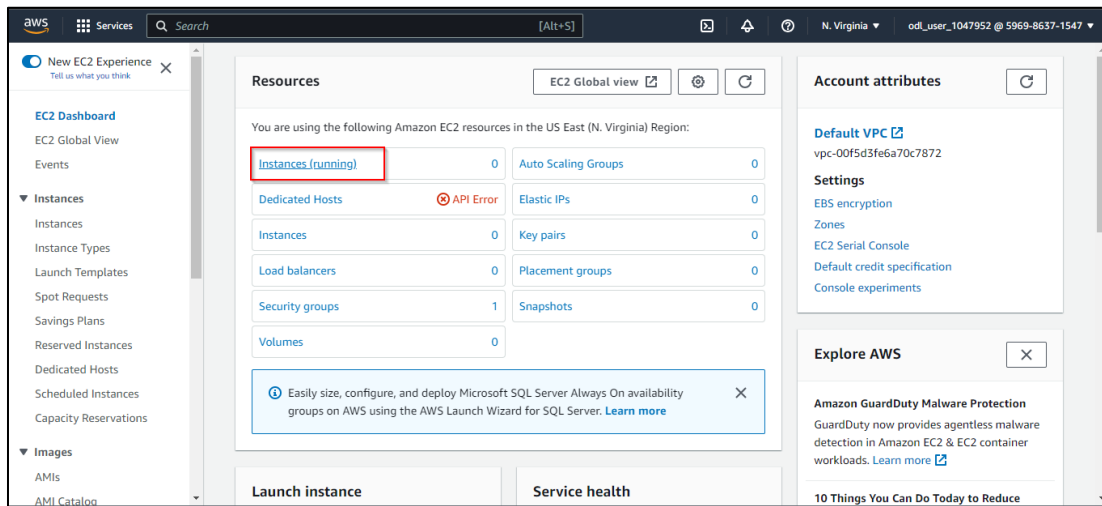 aws
Services
Search
[Alt+S]
N. Virginia ▼
odl_user_1047952 @ 5969-8637-1547 ▼
New EC2 Experience
Tell us what you think
EC2 Dashboard
EC2 Global View
Events
▼ Instances
Instances
Instance Types
Launch Templates
Spot Requests
Savings Plans
Reserved Instances
Dedicated Hosts
Scheduled Instances
Capacity Reservations
▼ Images
AMIs
AMI Catalog
Resources
EC2 Global view
You are using the following Amazon EC2 resources in the US East (N. Virginia) Region:
Instances (running) 0
Auto Scaling Groups 0
Dedicated Hosts API Error
Elastic IPs 0
Instances 0
Key pairs 0
Load balancers 0
Placement groups 0
Security groups 1
Snapshots 0
Volumes 0
Easily size, configure, and deploy Microsoft SQL Server Always On availability
groups on AWS using the AWS Launch Wizard for SQL Server. Learn more
Launch instance
Service health
Account attributes
Default VPC
vpc-00f5d3fe6a70c7872
Settings
EBS encryption
Zones
EC2 Serial Console
Default credit specification
Console experiments
Explore AWS
Amazon GuardDuty Malware Protection
GuardDuty now provides agentless malware
detection in Amazon EC2 & EC2 container
workloads. Learn more
10 Things You Can Do Today to Reduce